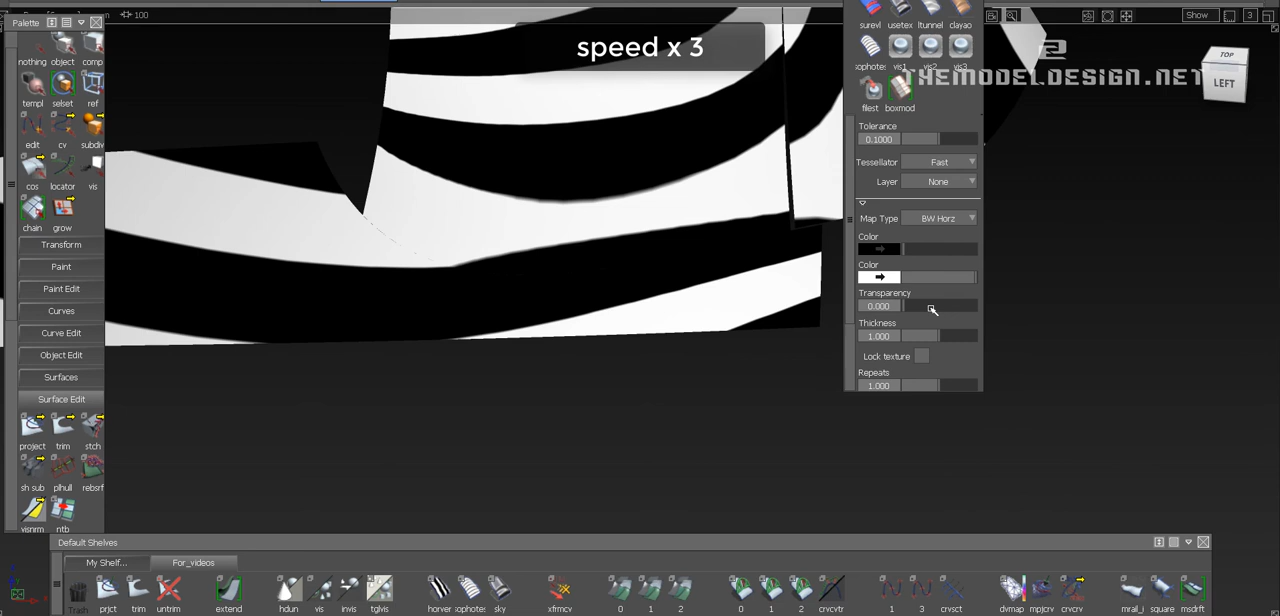 100
Palette
speed x 3
Show
3
TOP
LEFT
THEMODELDESIGN.NET
nothing object comp
templ selset ref
edit cv subdiv
cos locator vis
chain grow
Transform
Paint
Paint Edit
Curves
Curve Edit
Object Edit
Surfaces
Surface Edit
project trim stch
sh sub plhull rebsrf
visnrm ntb
surevl usetex ltunnel clayao
sophotes vis1 vis2 vis3
filest boxmod
Tolerance
0.1000
Tessellator Fast
Layer None
Map Type BW Horz
Color
Color
Transparency
0.000
Thickness
1.000
Lock texture
Repeats
1.000
Default Shelves
My Shelf... For_videos
Trash prjct trim untrim extend hdun vis invis tglvis horver sophotes sky xfrmcv 0 1 2 0 1 2 crvcvtr 1 3 crvsct dvmap mpjcrv crvcrv mrail_i square msdrft